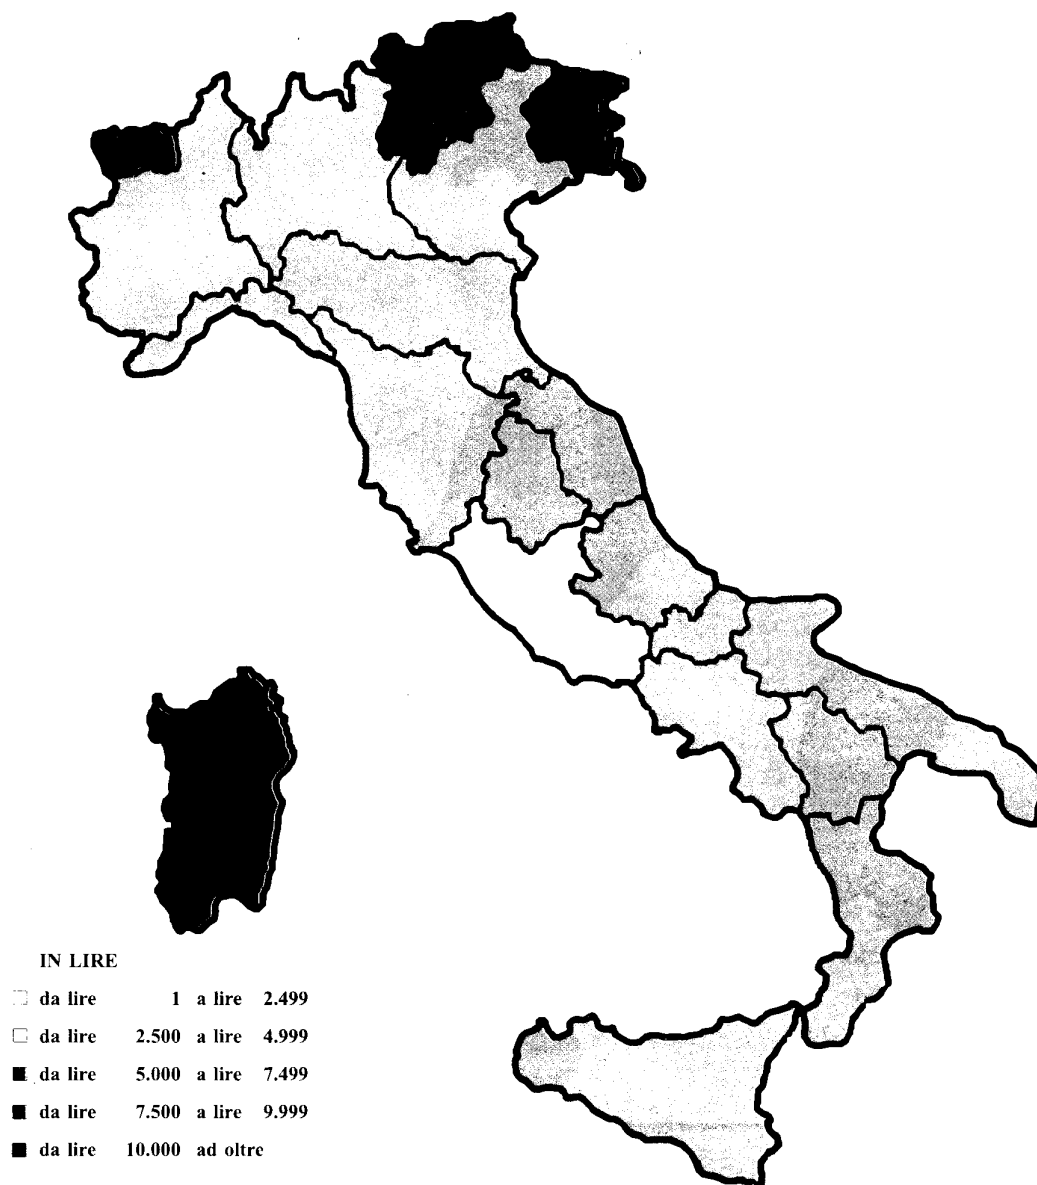 IN LIRE
da lire 1 a lire 2.499
da lire 2.500 a lire 4.999
da lire 5.000 a lire 7.499
da lire 7.500 a lire 9.999
da lire 10.000 ad oltre